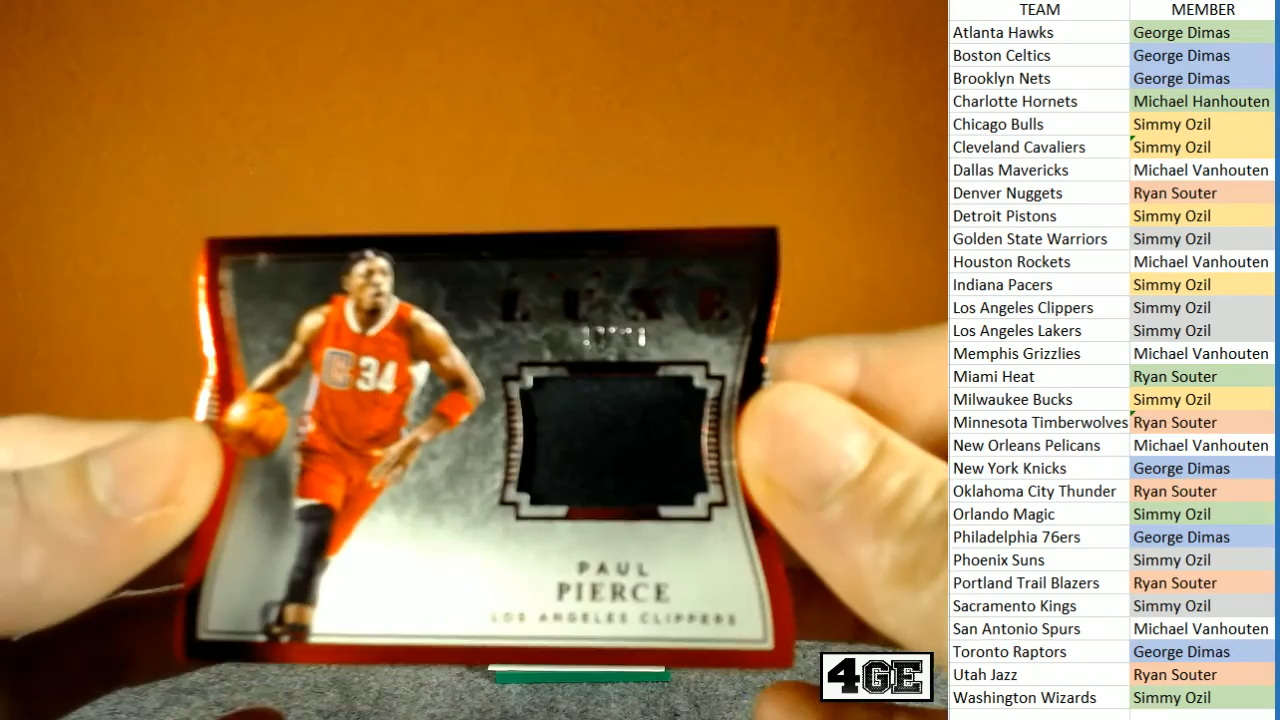 34
LUXE
PAUL
PIERCE
LOS ANGELES CLIPPERS
4GE
TEAM MEMBER
Atlanta Hawks George Dimas
Boston Celtics George Dimas
Brooklyn Nets George Dimas
Charlotte Hornets Michael Hanhouten
Chicago Bulls Simmy Ozil
Cleveland Cavaliers Simmy Ozil
Dallas Mavericks Michael Vanhouten
Denver Nuggets Ryan Souter
Detroit Pistons Simmy Ozil
Golden State Warriors Simmy Ozil
Houston Rockets Michael Vanhouten
Indiana Pacers Simmy Ozil
Los Angeles Clippers Simmy Ozil
Los Angeles Lakers Simmy Ozil
Memphis Grizzlies Michael Vanhouten
Miami Heat Ryan Souter
Milwaukee Bucks Simmy Ozil
Minnesota Timberwolves Ryan Souter
New Orleans Pelicans Michael Vanhouten
New York Knicks George Dimas
Oklahoma City Thunder Ryan Souter
Orlando Magic Simmy Ozil
Philadelphia 76ers George Dimas
Phoenix Suns Simmy Ozil
Portland Trail Blazers Ryan Souter
Sacramento Kings Simmy Ozil
San Antonio Spurs Michael Vanhouten
Toronto Raptors George Dimas
Utah Jazz Ryan Souter
Washington Wizards Simmy Ozil